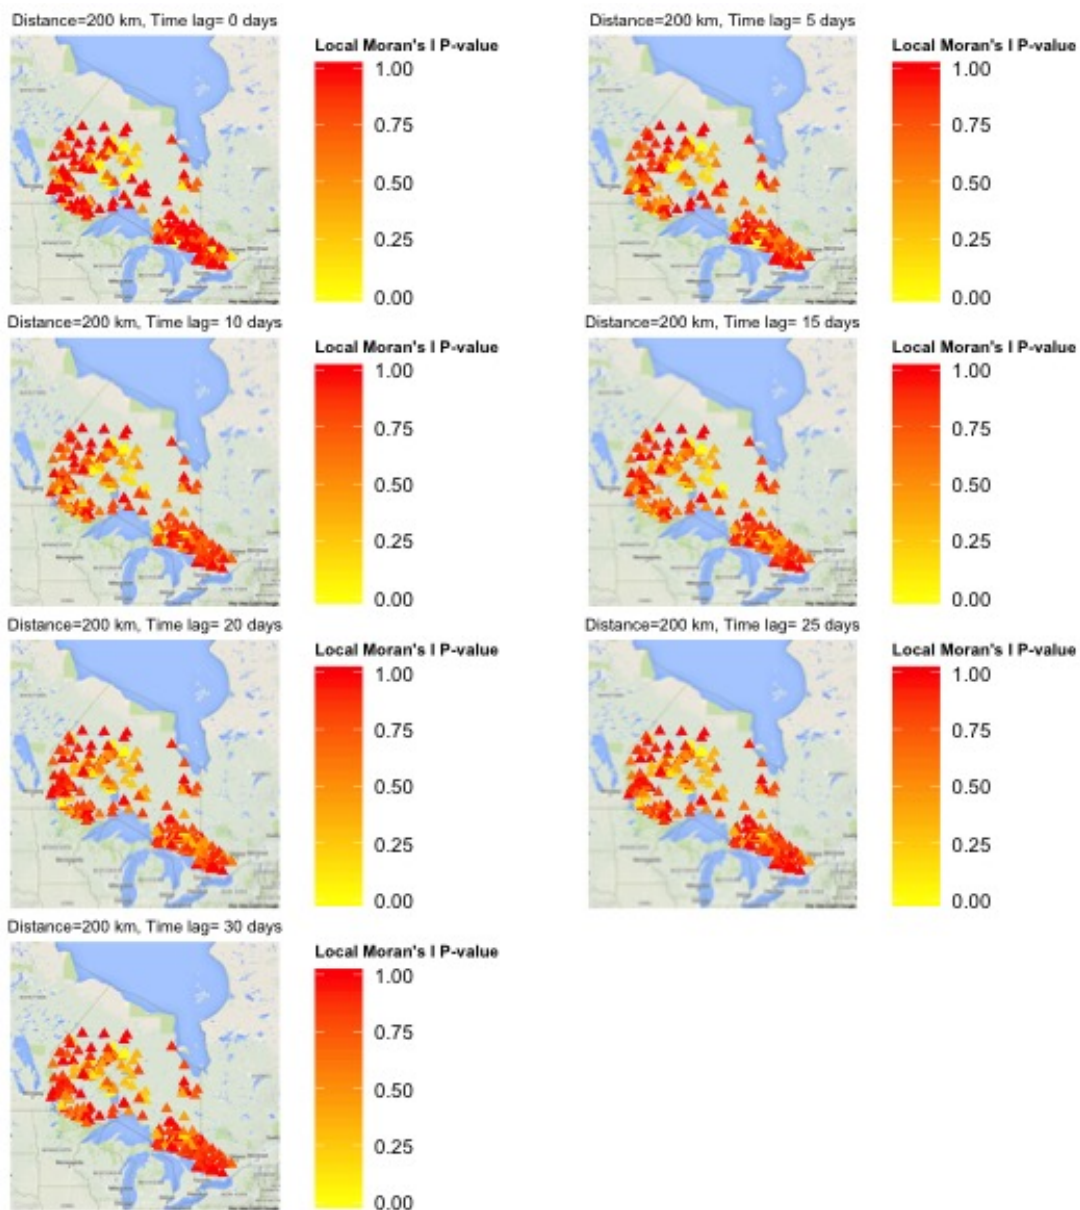 Distance=200 km, Time lag= 0 days
Local Moran's I P-value
1.00
0.75
0.50
0.25
0.00
Distance=200 km, Time lag= 5 days
Local Moran's I P-value
1.00
0.75
0.50
0.25
0.00
Distance=200 km, Time lag= 10 days
Local Moran's I P-value
1.00
0.75
0.50
0.25
0.00
Distance=200 km, Time lag= 15 days
Local Moran's I P-value
1.00
0.75
0.50
0.25
0.00
Distance=200 km, Time lag= 20 days
Local Moran's I P-value
1.00
0.75
0.50
0.25
0.00
Distance=200 km, Time lag= 25 days
Local Moran's I P-value
1.00
0.75
0.50
0.25
0.00
Distance=200 km, Time lag= 30 days
Local Moran's I P-value
1.00
0.75
0.50
0.25
0.00